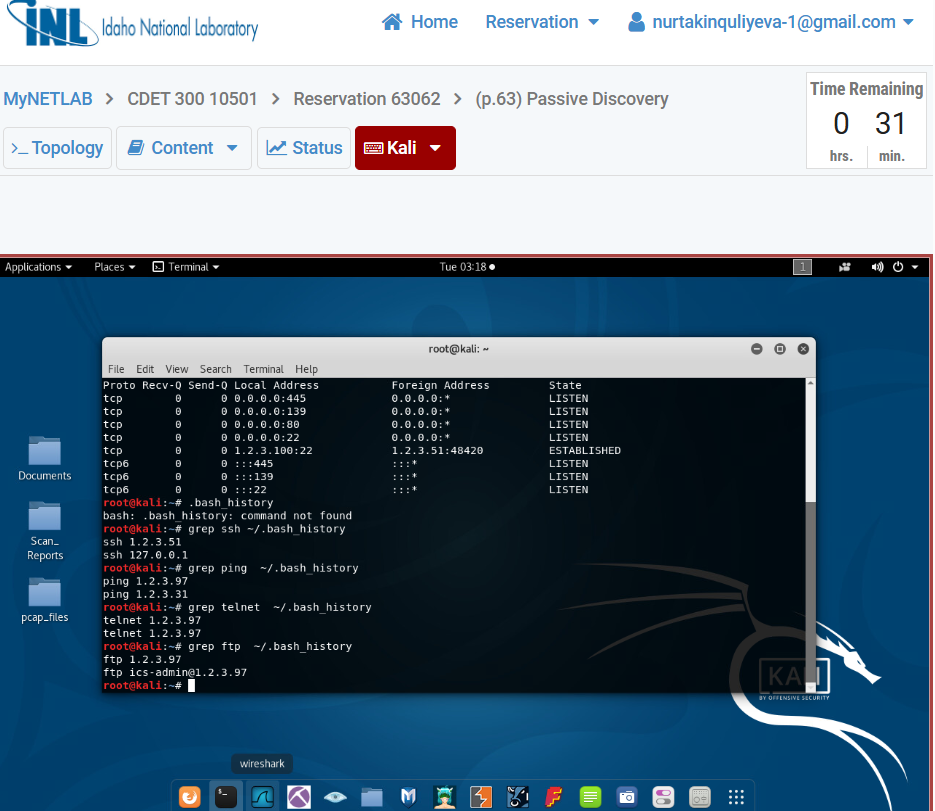 INL Idaho National Laboratory
Home Reservation nurtakinquliyeva-1@gmail.com
MyNETLAB > CDET 300 10501 > Reservation 63062 > (p.63) Passive Discovery
Time Remaining
0 31
hrs. min.
>_ Topology Content Status Kali
Applications Places Terminal Tue 03:18 1
root@kali: ~
File Edit View Search Terminal Help
Proto Recv-Q Send-Q Local Address Foreign Address State
tcp 0 0 0.0.0.0:445 0.0.0.0:* LISTEN
tcp 0 0 0.0.0.0:139 0.0.0.0:* LISTEN
tcp 0 0 0.0.0.0:80 0.0.0.0:* LISTEN
tcp 0 0 0.0.0.0:22 0.0.0.0:* LISTEN
tcp 0 0 1.2.3.100:22 1.2.3.51:48420 ESTABLISHED
tcp6 0 0 :::445 :::* LISTEN
tcp6 0 0 :::139 :::* LISTEN
tcp6 0 0 :::22 :::* LISTEN
root@kali:~# .bash_history
bash: .bash_history: command not found
root@kali:~# grep ssh ~/.bash_history
ssh 1.2.3.51
ssh 127.0.0.1
root@kali:~# grep ping  ~/.bash_history
ping 1.2.3.97
ping 1.2.3.31
root@kali:~# grep telnet  ~/.bash_history
telnet 1.2.3.97
telnet 1.2.3.97
root@kali:~# grep ftp  ~/.bash_history
ftp 1.2.3.97
ftp ics-admin@1.2.3.97
root@kali:~#
Documents
Scan_
Reports
pcap_files
KALI
BY OFFENSIVE SECURITY
wireshark